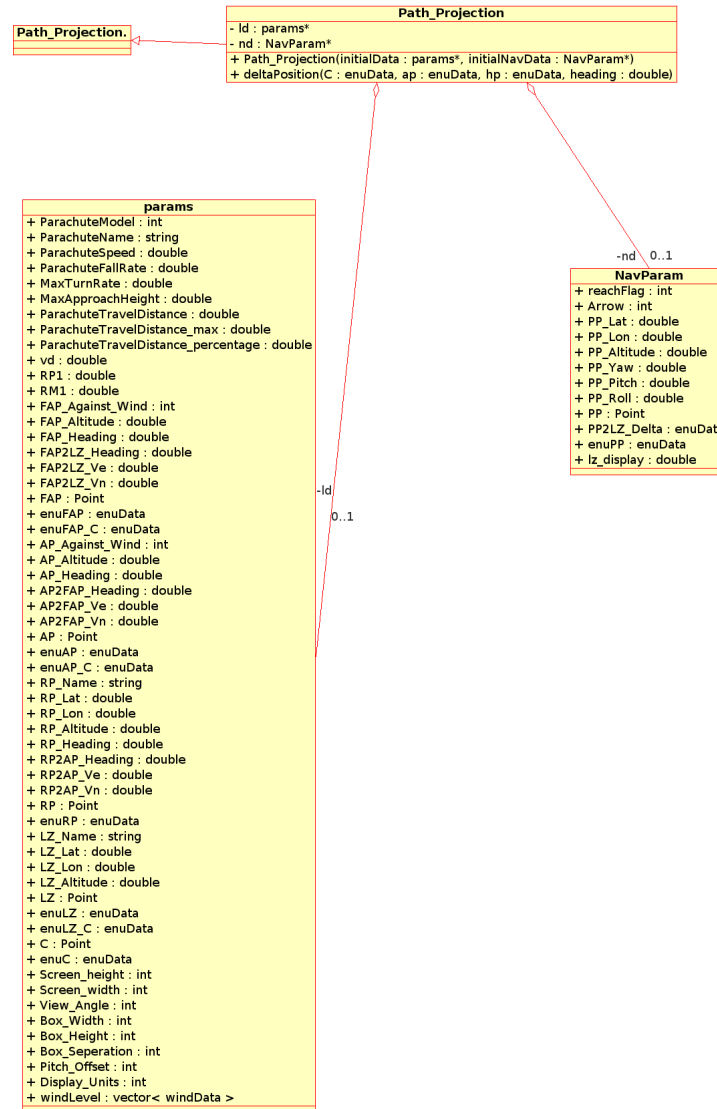 Path_Projection.
Path_Projection
- ld : params*
- nd : NavParam*
+ Path_Projection(initialData : params*, initialNavData : NavParam*)
+ deltaPosition(C : enuData, ap : enuData, hp : enuData, heading : double)
params
+ ParachuteModel : int
+ ParachuteName : string
+ ParachuteSpeed : double
+ ParachuteFallRate : double
+ MaxTurnRate : double
+ MaxApproachHeight : double
+ ParachuteTravelDistance : double
+ ParachuteTravelDistance_max : double
+ ParachuteTravelDistance_percentage : double
+ vd : double
+ RP1 : double
+ RM1 : double
+ FAP_Against_Wind : int
+ FAP_Altitude : double
+ FAP_Heading : double
+ FAP2LZ_Heading : double
+ FAP2LZ_Ve : double
+ FAP2LZ_Vn : double
+ FAP : Point
+ enuFAP : enuData
+ enuFAP_C : enuData
+ AP_Against_Wind : int
+ AP_Altitude : double
+ AP_Heading : double
+ AP2FAP_Heading : double
+ AP2FAP_Ve : double
+ AP2FAP_Vn : double
+ AP : Point
+ enuAP : enuData
+ enuAP_C : enuData
+ RP_Name : string
+ RP_Lat : double
+ RP_Lon : double
+ RP_Altitude : double
+ RP_Heading : double
+ RP2AP_Heading : double
+ RP2AP_Ve : double
+ RP2AP_Vn : double
+ RP : Point
+ enuRP : enuData
+ LZ_Name : string
+ LZ_Lat : double
+ LZ_Lon : double
+ LZ_Altitude : double
+ LZ : Point
+ enuLZ : enuData
+ enuLZ_C : enuData
+ C : Point
+ enuC : enuData
+ Screen_height : int
+ Screen_width : int
+ View_Angle : int
+ Box_Width : int
+ Box_Height : int
+ Box_Seperation : int
+ Pitch_Offset : int
+ Display_Units : int
+ windLevel : vector< windData >
-ld
0..1
-nd 0..1
NavParam
+ reachFlag : int
+ Arrow : int
+ PP_Lat : double
+ PP_Lon : double
+ PP_Altitude : double
+ PP_Yaw : double
+ PP_Pitch : double
+ PP_Roll : double
+ PP : Point
+ PP2LZ_Delta : enuDat
+ enuPP : enuData
+ lz_display : double